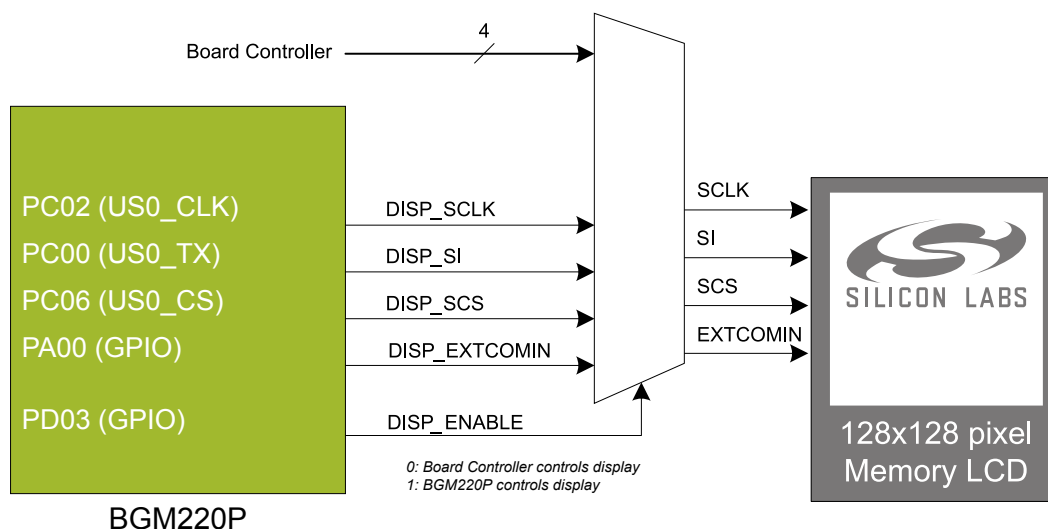 4
Board Controller
PC02 (US0_CLK)
PC00 (US0_TX)
PC06 (US0_CS)
PA00 (GPIO)
PD03 (GPIO)
BGM220P
DISP_SCLK
DISP_SI
DISP_SCS
DISP_EXTCOMIN
DISP_ENABLE
0: Board Controller controls display
1: BGM220P controls display
SCLK
SI
SCS
EXTCOMIN
SILICON LABS
128x128 pixel
Memory LCD